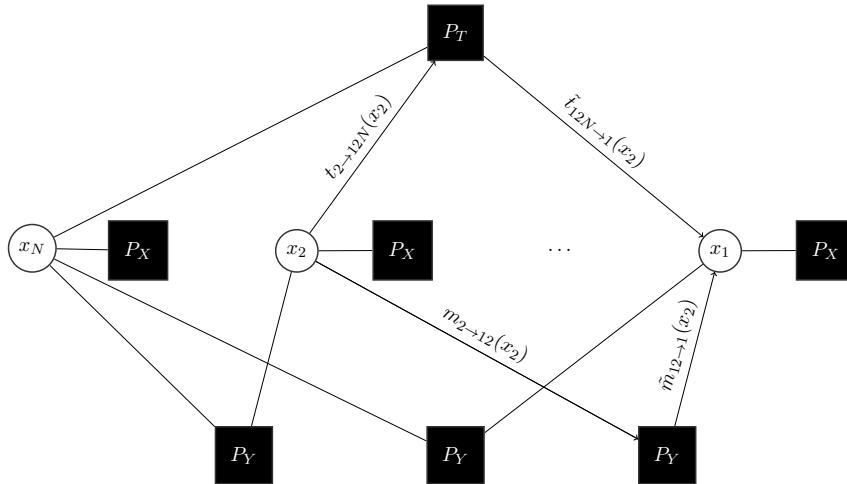 P_T
t_{2→12N}(x_2)
\tilde{t}_{12N→1}(x_2)
x_N
P_X
x_2
P_X
...
x_1
P_X
m_{2→12}(x_2)
\tilde{m}_{12→1}(x_2)
P_Y
P_Y
P_Y